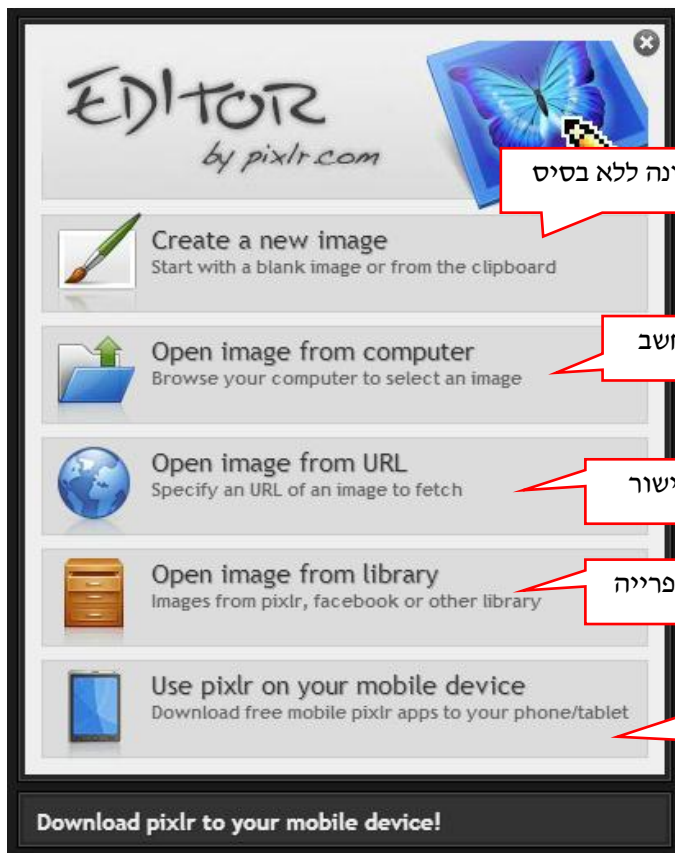 EDITOR
by pixlr.com
ינה ללא בסיס
Create a new image
Start with a blank image or from the clipboard
חשב
Open image from computer
Browse your computer to select an image
ישור
Open image from URL
Specify an URL of an image to fetch
פרייה
Open image from library
Images from pixlr, facebook or other library
Use pixlr on your mobile device
Download free mobile pixlr apps to your phone/tablet
Download pixlr to your mobile device!